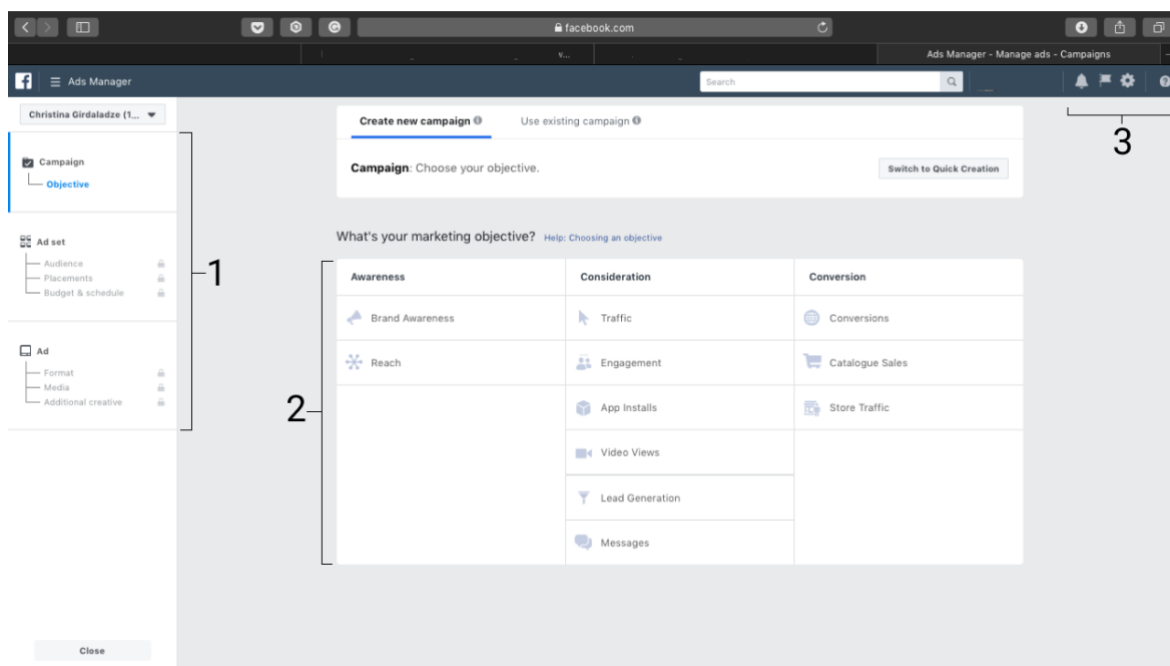 facebook.com
v...
Ads Manager - Manage ads - Campaigns
f
Ads Manager
Search
Christina Girdaladze (1...
Campaign
Objective
Ad set
Audience
Placements
Budget & schedule
Ad
Format
Media
Additional creative
Close
1
Create new campaign
Use existing campaign
Campaign: Choose your objective.
Switch to Quick Creation
What's your marketing objective? Help: Choosing an objective
2
Awareness
Brand Awareness
Reach
Consideration
Traffic
Engagement
App Installs
Video Views
Lead Generation
Messages
Conversion
Conversions
Catalogue Sales
Store Traffic
3